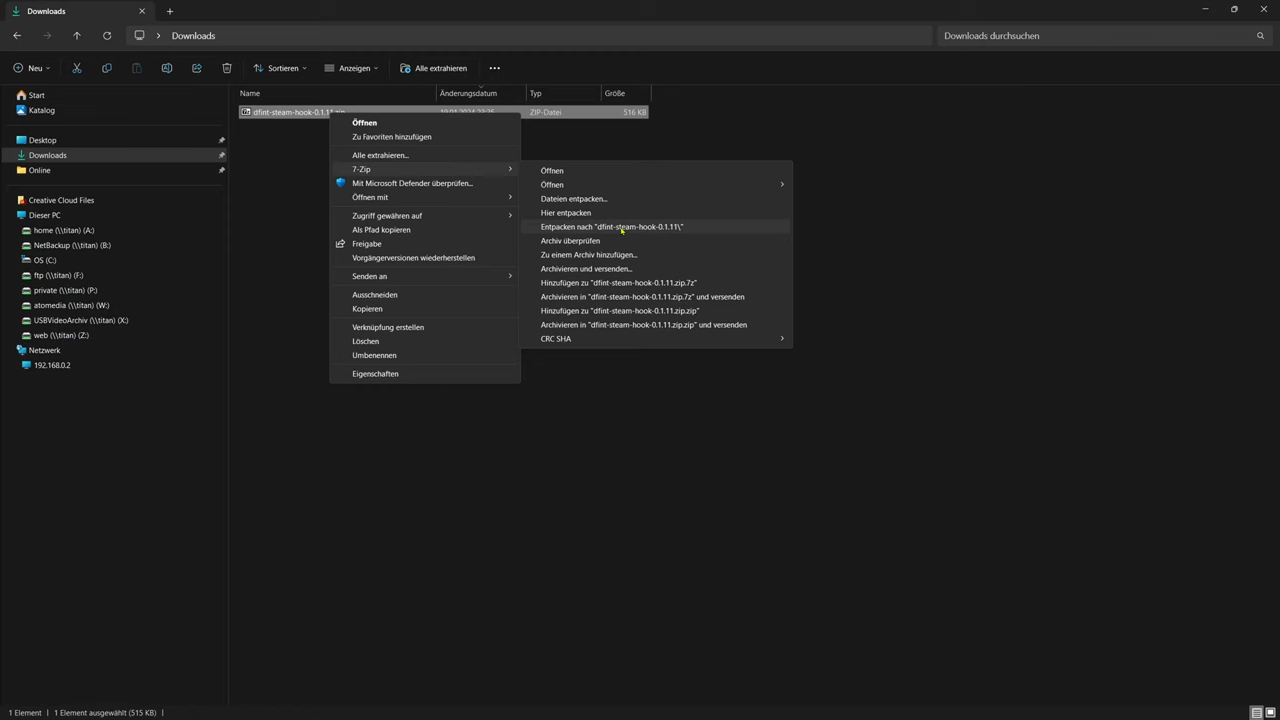 Downloads
Downloads
Downloads durchsuchen
Neu
Sortieren
Anzeigen
Alle extrahieren
Start
Katalog
Desktop
Downloads
Online
Creative Cloud Files
Dieser PC
home (\\titan) (A:)
NetBackup (\\titan) (B:)
OS (C:)
ftp (\\titan) (F:)
private (\\titan) (P:)
atomedia (\\titan) (W:)
USBVideoArchiv (\\titan) (X:)
web (\\titan) (Z:)
Netzwerk
192.168.0.2
Name
Änderungsdatum
Typ
Größe
dfint-steam-hook-0.1.11.zip
ZIP-Datei
516 KB
Öffnen
Zu Favoriten hinzufügen
Alle extrahieren...
7-Zip
Mit Microsoft Defender überprüfen...
Öffnen mit
Zugriff gewähren auf
Als Pfad kopieren
Freigabe
Vorgängerversionen wiederherstellen
Senden an
Ausschneiden
Kopieren
Verknüpfung erstellen
Löschen
Umbenennen
Eigenschaften
Öffnen
Öffnen
Dateien entpacken...
Hier entpacken
Entpacken nach "dfint-steam-hook-0.1.11\"
Archiv überprüfen
Zu einem Archiv hinzufügen...
Archivieren und versenden...
Hinzufügen zu "dfint-steam-hook-0.1.11.zip.7z"
Archivieren in "dfint-steam-hook-0.1.11.zip.7z" und versenden
Hinzufügen zu "dfint-steam-hook-0.1.11.zip.zip"
Archivieren in "dfint-steam-hook-0.1.11.zip.zip" und versenden
CRC SHA
1 Element
1 Element ausgewählt (515 KB)